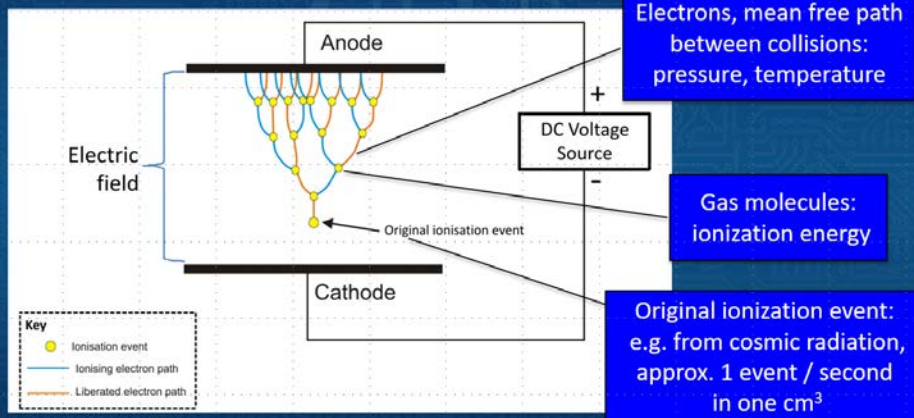 Electrons, mean free path
between collisions:
pressure, temperature
Anode
+
DC Voltage
Source
-
Electric
field
Gas molecules:
ionization energy
Original ionisation event
Cathode
Original ionization event:
e.g. from cosmic radiation,
approx. 1 event / second
in one cm³
Key
Ionisation event
Ionising electron path
Liberated electron path